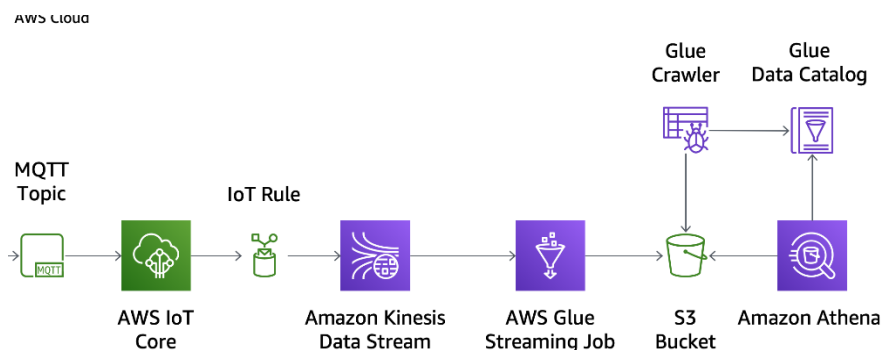 AWS Cloud
Glue
Crawler
Glue
Data Catalog
MQTT
Topic
IoT Rule
MQTT
AWS IoT
Core
Amazon Kinesis
Data Stream
AWS Glue
Streaming Job
S3
Bucket
Amazon Athena